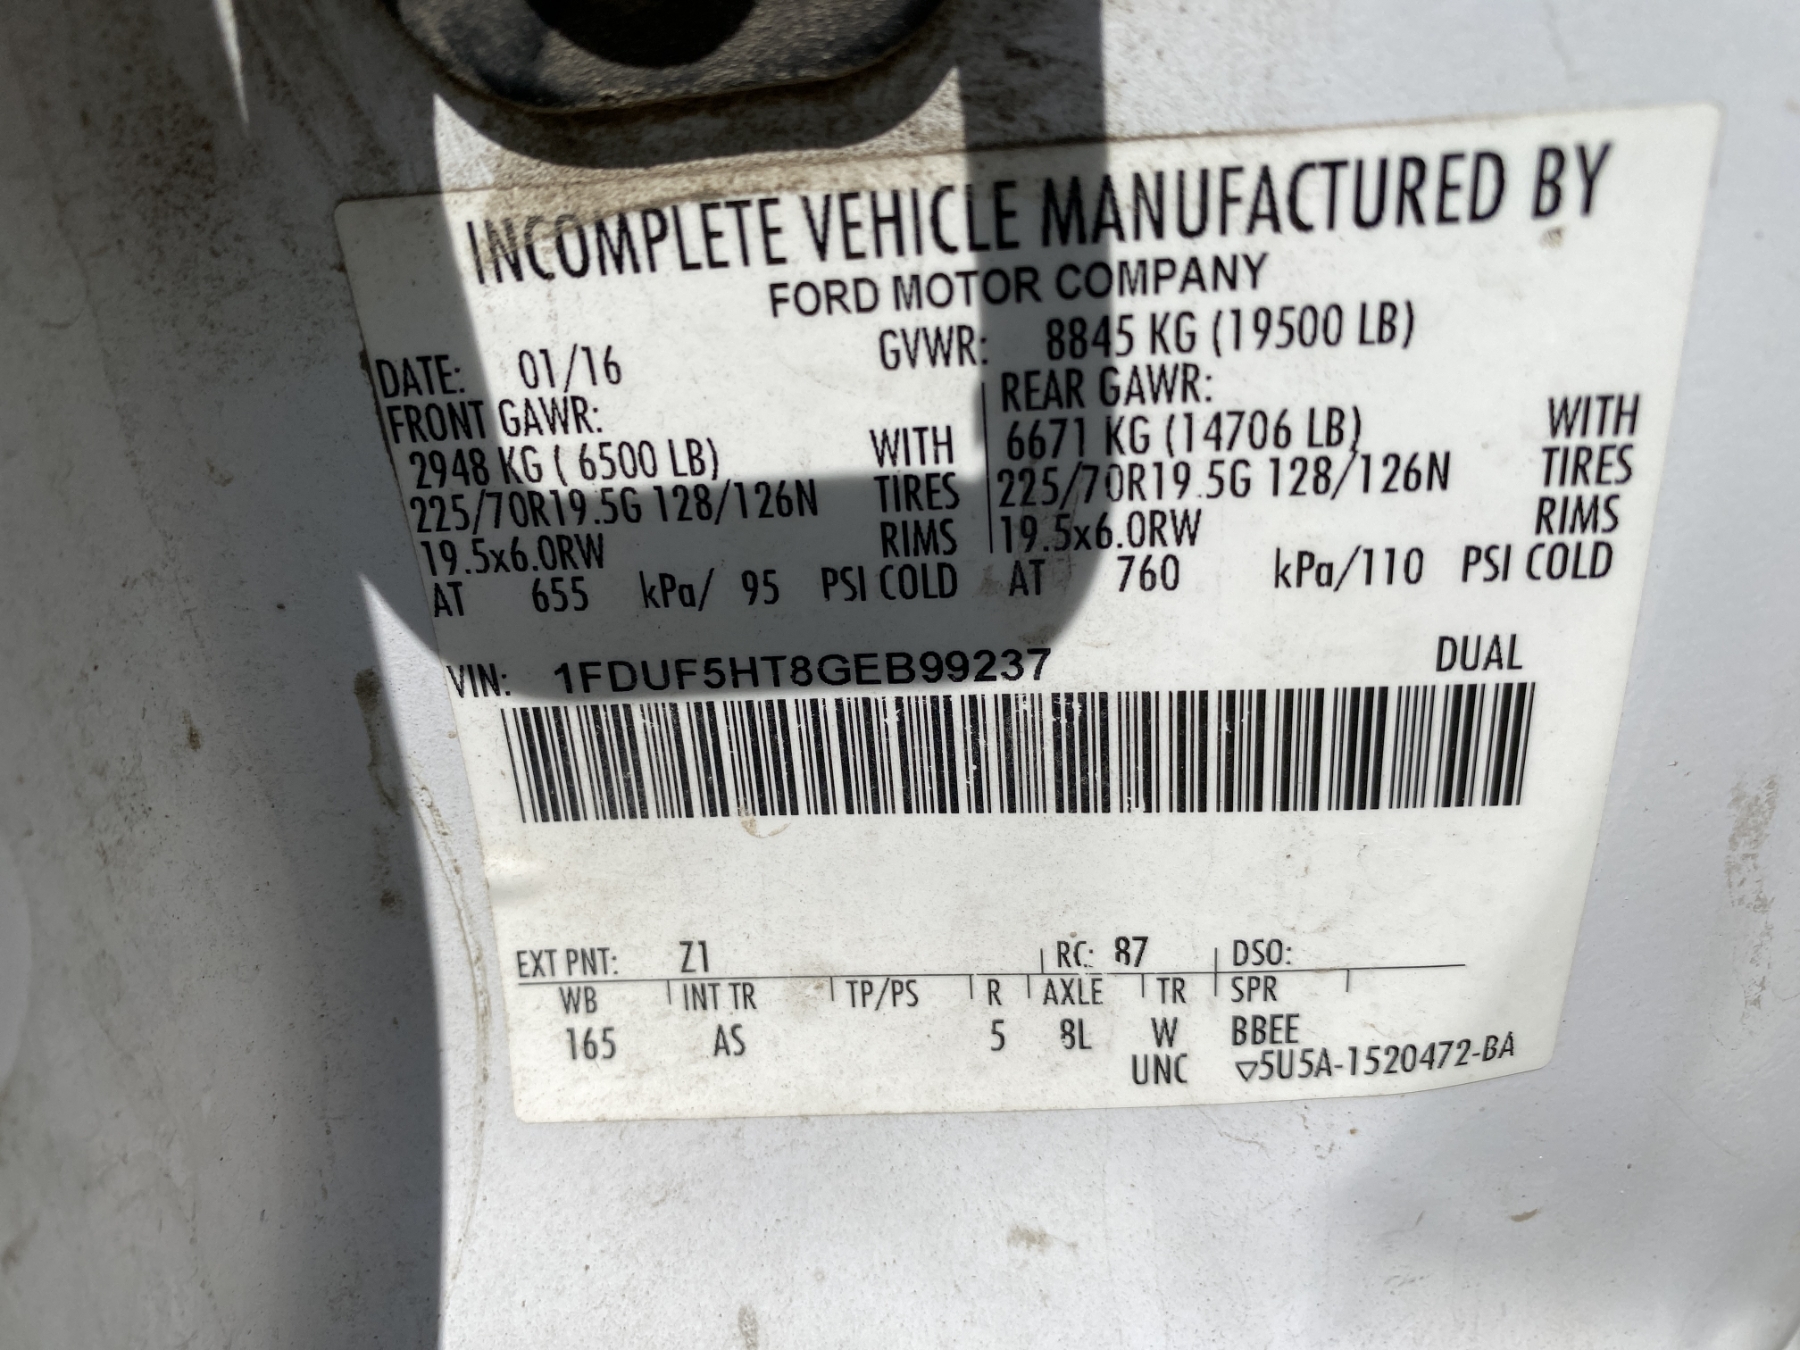 INCOMPLETE VEHICLE MANUFACTURED BY
FORD MOTOR COMPANY
DATE: 01/16 GVWR: 8845 KG (19500 LB)
FRONT GAWR: REAR GAWR:
2948 KG ( 6500 LB) WITH 6671 KG (14706 LB) WITH
225/70R19.5G 128/126N TIRES 225/70R19.5G 128/126N TIRES
19.5x6.0RW RIMS 19.5x6.0RW RIMS
AT 655 kPa/ 95 PSI COLD AT 760 kPa/110 PSI COLD
VIN: 1FDUF5HT8GEB99237 DUAL
EXT PNT: Z1 RC: 87 DSO:
WB INT TR TP/PS R AXLE TR SPR
165 AS 5 8L W BBEE
UNC ▽5U5A-1520472-BA